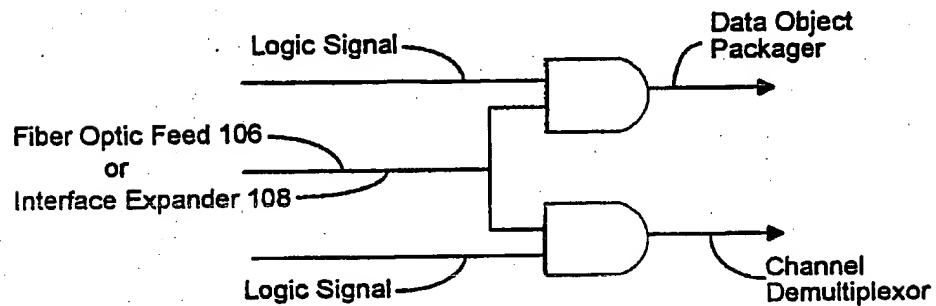 Logic Signal
Data Object
Packager
Fiber Optic Feed 106
or
Interface Expander 108
Logic Signal
Channel
Demultiplexor